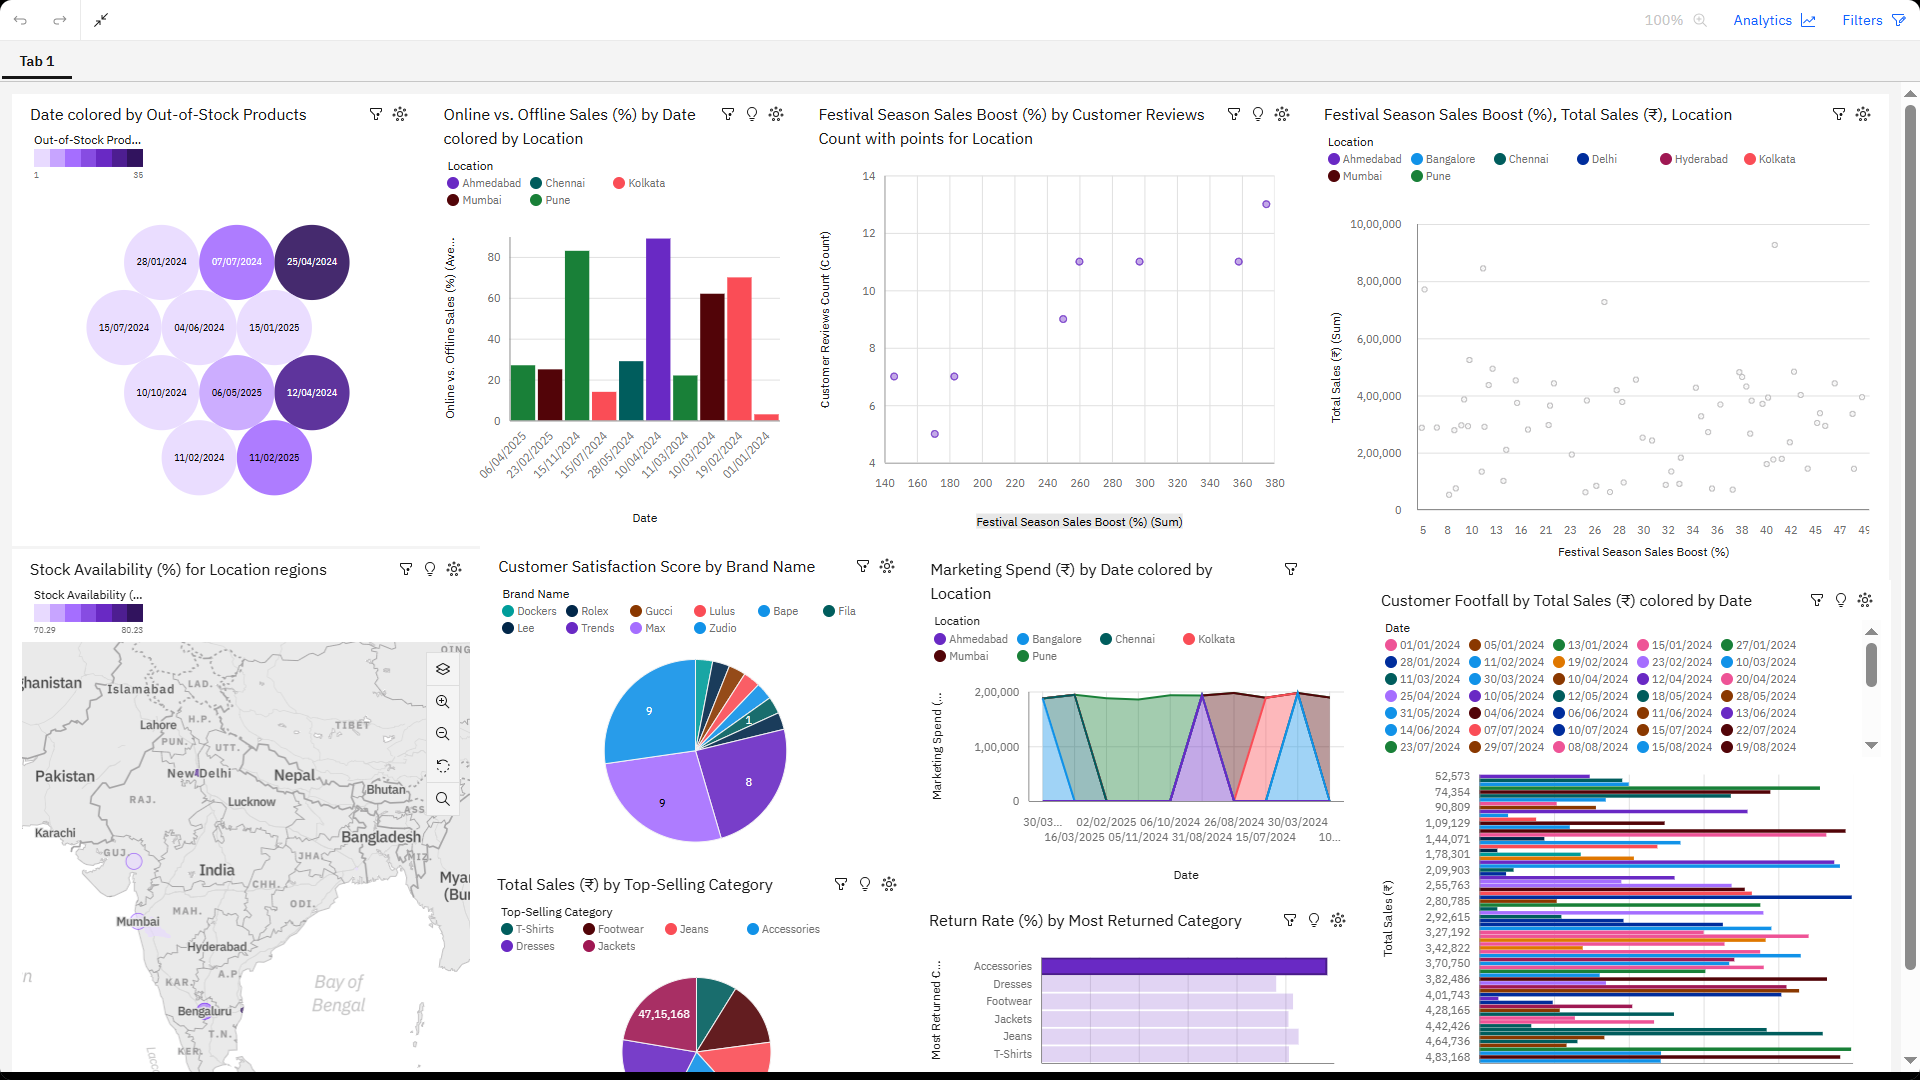 100%
Analytics
Filters
Tab 1
Date colored by Out-of-Stock Products
Out-of-Stock Prod...
1 35
28/01/2024 07/07/2024 25/04/2024
15/07/2024 04/06/2024 15/01/2025
10/10/2024 06/05/2025 12/04/2024
11/02/2024 11/02/2025
Online vs. Offline Sales (%) by Date
colored by Location
Location
Ahmedabad Chennai Kolkata
Mumbai Pune
Online vs. Offline Sales (%) (Ave...
80
60
40
20
0
06/04/2025 23/02/2025 15/11/2024 15/07/2024 28/05/2024 10/04/2024 11/03/2024 10/03/2024 19/02/2024 01/01/2024
Date
Festival Season Sales Boost (%) by Customer Reviews
Count with points for Location
Customer Reviews Count (Count)
14
12
10
8
6
4
140 160 180 200 220 240 260 280 300 320 340 360 380
Festival Season Sales Boost (%) (Sum)
Festival Season Sales Boost (%), Total Sales (₹), Location
Location
Ahmedabad Bangalore Chennai Delhi Hyderabad Kolkata
Mumbai Pune
Total Sales (₹) (Sum)
10,00,000
8,00,000
6,00,000
4,00,000
2,00,000
0
5 8 10 13 16 21 23 26 28 30 32 34 36 38 40 42 45 47 49
Festival Season Sales Boost (%)
Stock Availability (%) for Location regions
Stock Availability (...
70.29 80.23
QING
ghanistan
Islamabad
LAD.
H.P.
Lahore
TIBET
PUN.
UTT.
New Delhi
Nepal
Pakistan
Bhutan
RAJ.
Lucknow
ASS
Karachi
Bangladesh
GUJ.
JHA.
MIZ.
India
CHH.
Myar
(Bur
ODI.
MAH.
Mumbai
Hyderabad
A.P.
n
Bay of
Bengal
KAR.
Bengaluru
T.N.
KER.
Lacc
Customer Satisfaction Score by Brand Name
Brand Name
Dockers Rolex Gucci Lulus Bape Fila
Lee Trends Max Zudio
9
1
8
9
Total Sales (₹) by Top-Selling Category
Top-Selling Category
T-Shirts Footwear Jeans Accessories
Dresses Jackets
47,15,168
Marketing Spend (₹) by Date colored by
Location
Location
Ahmedabad Bangalore Chennai Kolkata
Mumbai Pune
Marketing Spend (...
2,00,000
1,00,000
0
30/03... 02/02/2025 06/10/2024 26/08/2024 30/03/2024
16/03/2025 05/11/2024 31/08/2024 15/07/2024 10...
Date
Return Rate (%) by Most Returned Category
Most Returned C...
Accessories
Dresses
Footwear
Jackets
Jeans
T-Shirts
Customer Footfall by Total Sales (₹) colored by Date
Date
01/01/2024 05/01/2024 13/01/2024 15/01/2024 27/01/2024
28/01/2024 11/02/2024 19/02/2024 23/02/2024 10/03/2024
11/03/2024 30/03/2024 10/04/2024 12/04/2024 20/04/2024
25/04/2024 10/05/2024 12/05/2024 18/05/2024 28/05/2024
31/05/2024 04/06/2024 06/06/2024 11/06/2024 13/06/2024
14/06/2024 07/07/2024 10/07/2024 15/07/2024 22/07/2024
23/07/2024 29/07/2024 08/08/2024 15/08/2024 19/08/2024
Total Sales (₹)
52,573
74,354
90,809
1,09,129
1,44,071
1,78,301
2,09,903
2,55,763
2,80,785
2,92,615
3,27,192
3,42,822
3,70,750
3,82,486
4,01,743
4,28,165
4,42,426
4,64,736
4,83,168